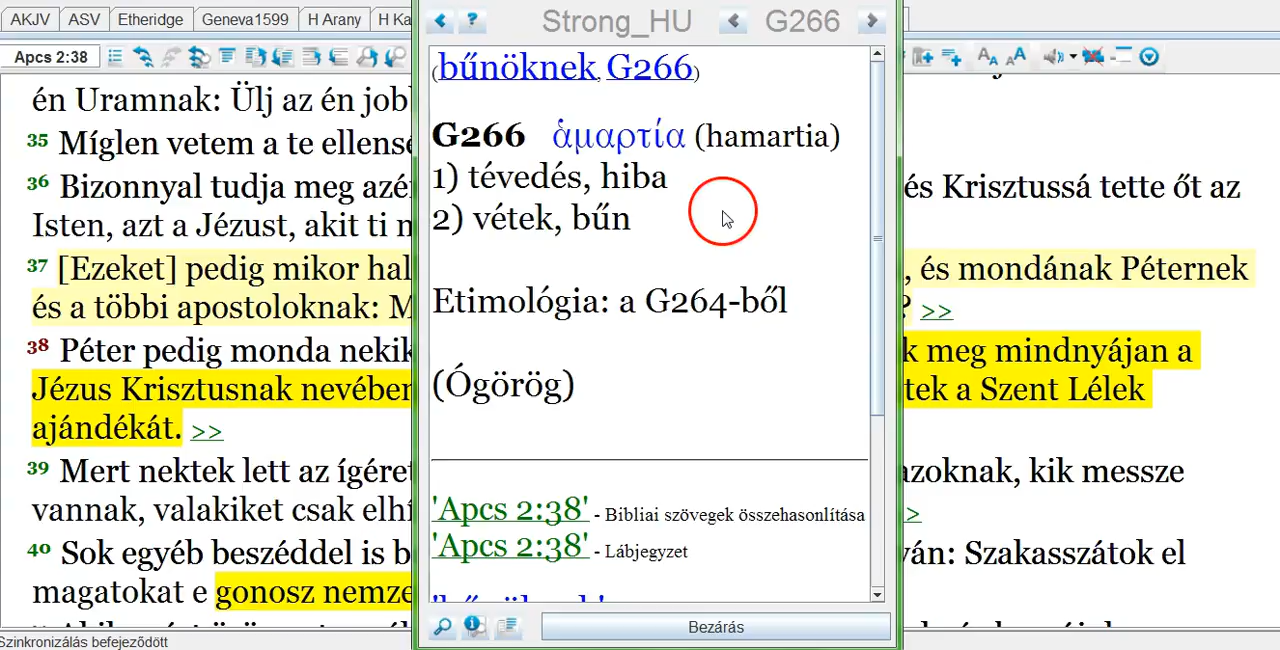 AKJV ASV Etheridge Geneva1599 H Arany H Ka
Apcs 2:38
én Uramnak: Ülj az én jobb
35 Míglen vetem a te ellensé
36 Bizonnyal tudja meg azér
Isten, azt a Jézust, akit ti
37 [Ezeket] pedig mikor hal
és a többi apostoloknak: M
38 Péter pedig monda nekik
Jézus Krisztusnak nevében
ajándékát. >>
39 Mert nektek lett az ígéret
vannak, valakiket csak elhí
40 Sok egyéb beszéddel is b
magatokat e gonosz nemze
Szinkronizálás befejeződött
Strong_HU G266
(bűnöknek, G266)
G266 ἁμαρτία (hamartia)
1) tévedés, hiba
2) vétek, bűn
Etimológia: a G264-ből
(Ógörög)
'Apcs 2:38' - Bibliai szövegek összehasonlítása
'Apcs 2:38' - Lábjegyzet
Bezárás
és Krisztussá tette őt az
, és mondának Péternek
? >>
k meg mindnyájan a
tek a Szent Lélek
azoknak, kik messze
>
ván: Szakasszátok el